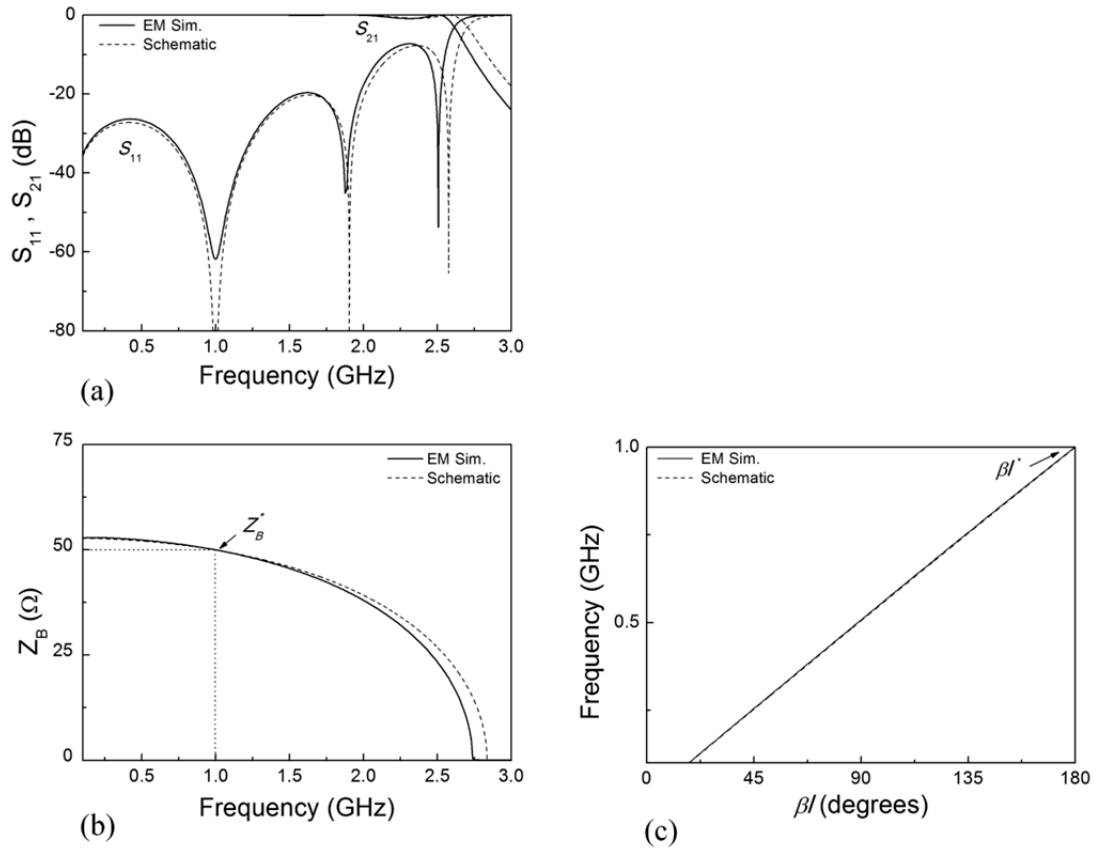 EM Sim.
Schematic
S21
S11
S11 , S21 (dB)
0
-20
-40
-60
-80
0.5 1.0 1.5 2.0 2.5 3.0
Frequency (GHz)
(a)
EM Sim.
Schematic
ZB*
ZB (Ω)
75
50
25
0
0.5 1.0 1.5 2.0 2.5 3.0
Frequency (GHz)
(b)
EM Sim.
Schematic
βl*
Frequency (GHz)
1.0
0.5
0 45 90 135 180
βl (degrees)
(c)